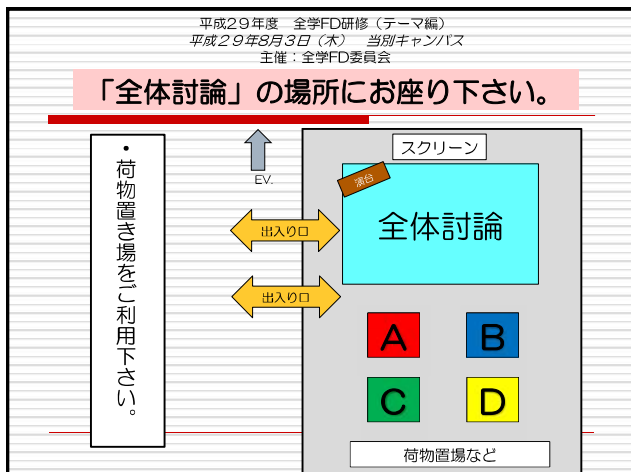 平成29年度　全学FD研修（テーマ編）
平成29年8月3日（木）　当別キャンパス
主催：全学FD委員会
「全体討論」の場所にお座り下さい。
・荷物置き場をご利用下さい。
EV.
スクリーン
演台
全体討論
出入り口
出入り口
A
B
C
D
荷物置場など